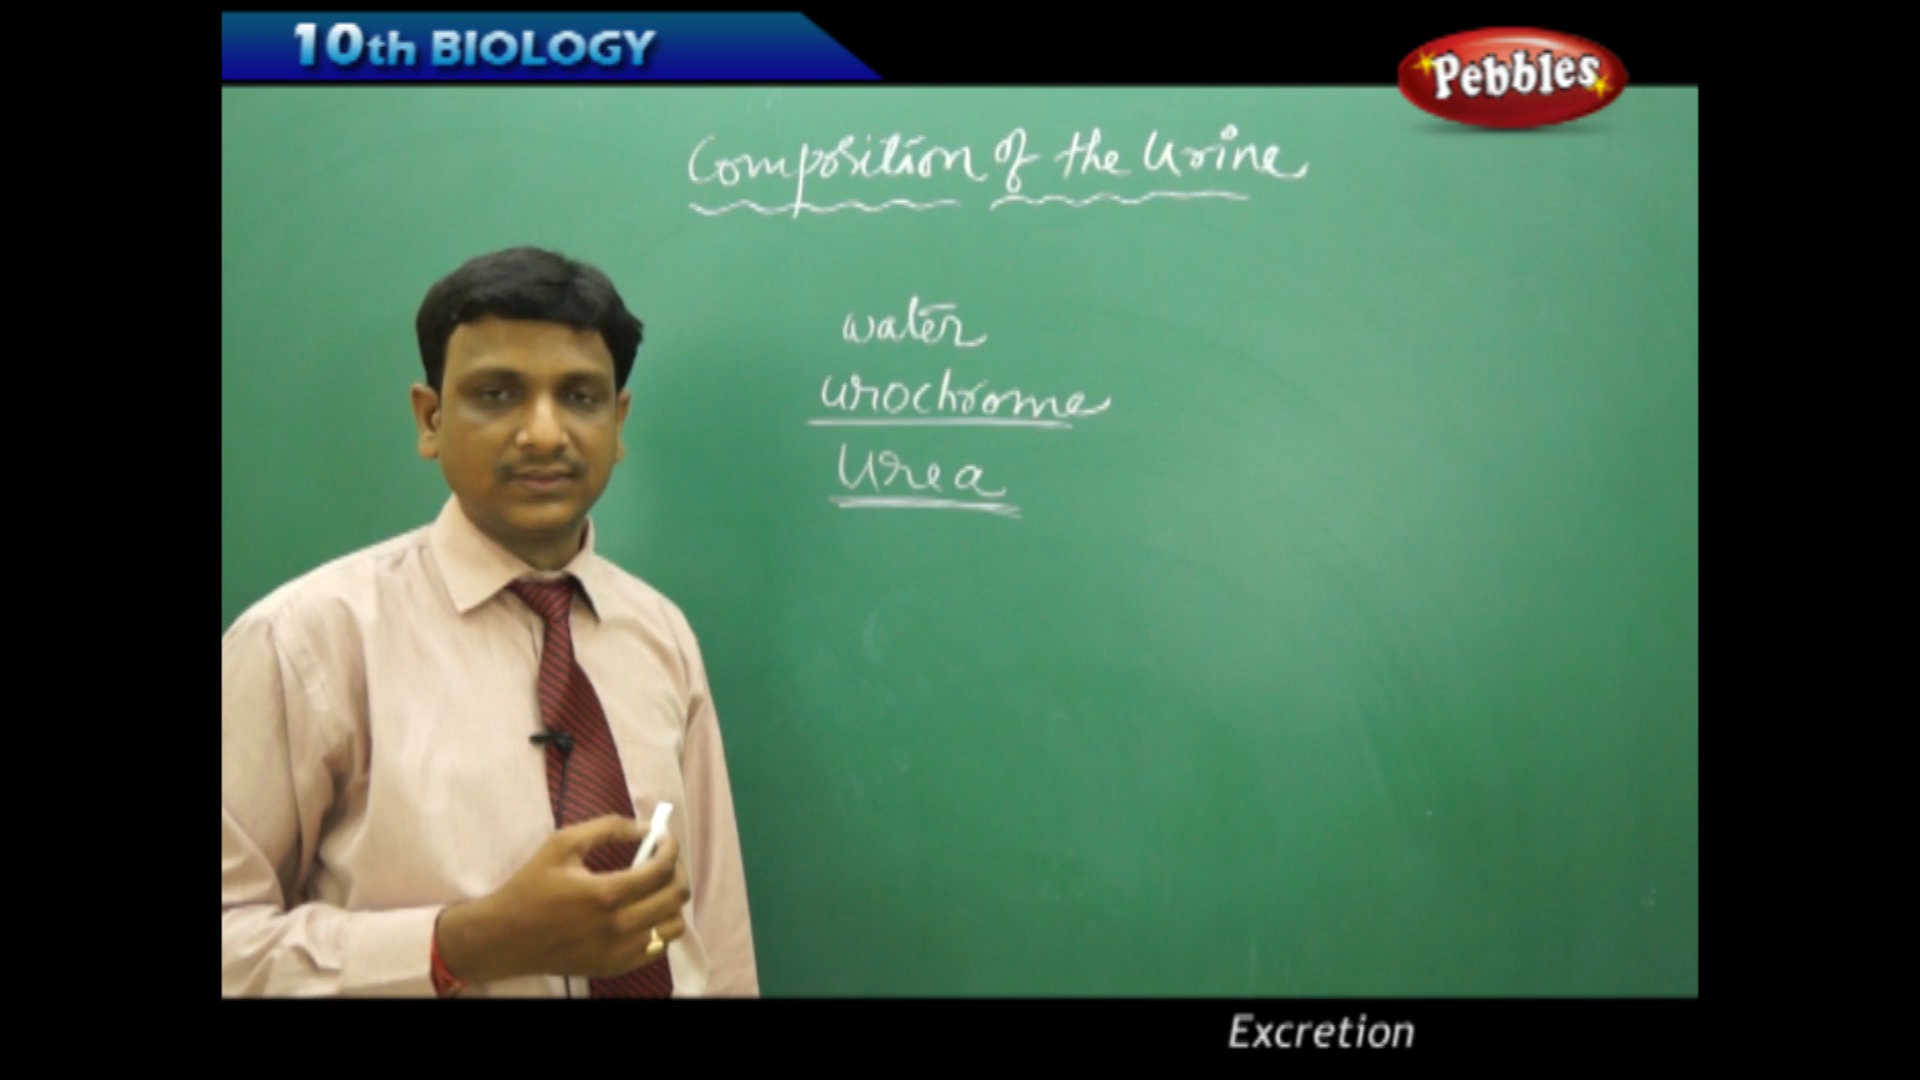 10th BIOLOGY
Pebbles
Composition of the Urine
water
urochrome
Urea
Excretion